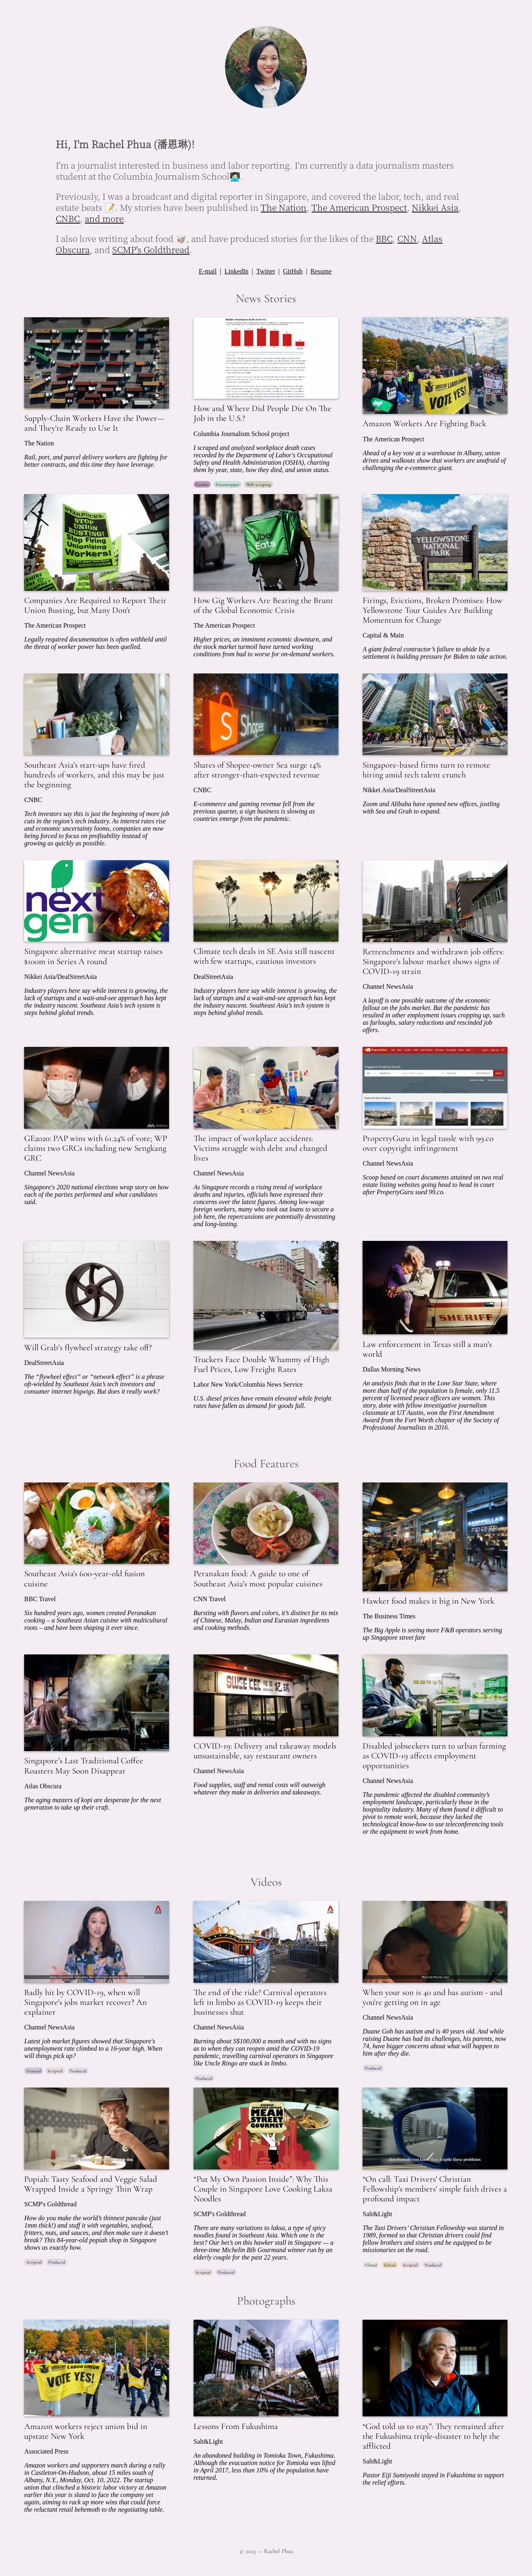 Hi, I'm Rachel Phua (潘恩琳)!
I'm a journalist interested in business and labor reporting. I'm currently a data journalism masters
student at the Columbia Journalism School👩🏻‍💻.
Previously, I was a broadcast and digital reporter in Singapore, and covered the labor, tech, and real
estate beats 📝. My stories have been published in The Nation, The American Prospect, Nikkei Asia,
CNBC, and more.
I also love writing about food 🥡, and have produced stories for the likes of the BBC, CNN, Atlas
Obscura, and SCMP's Goldthread.
E-mail | LinkedIn | Twitter | GitHub | Resume
News Stories
Supply-Chain Workers Have the Power—
and They're Ready to Use It
The Nation
Rail, port, and parcel delivery workers are fighting for
better contracts, and this time they have leverage.
How and Where Did People Die On The
Job in the U.S.?
Columbia Journalism School project
I scraped and analyzed workplace death cases
recorded by the Department of Labor's Occupational
Safety and Health Administration (OSHA), charting
them by year, state, how they died, and union status.
Pandas Datawrapper Web scraping
VOTE YES!
Amazon Workers Are Fighting Back
The American Prospect
Ahead of a key vote at a warehouse in Albany, union
drives and walkouts show that workers are unafraid of
challenging the e-commerce giant.
STARBUCKS:
STOP
UNION
BUSTING!
Stop Firing
Unionizing
Workers!
Companies Are Required to Report Their
Union Busting, but Many Don't
The American Prospect
Legally required documentation is often withheld until
the threat of worker power has been quelled.
Uber
Eats
How Gig Workers Are Bearing the Brunt
of the Global Economic Crisis
The American Prospect
Higher prices, an imminent economic downturn, and
the stock market turmoil have turned working
conditions from bad to worse for on-demand workers.
YELLOWSTONE
NATIONAL
PARK
Firings, Evictions, Broken Promises: How
Yellowstone Tour Guides Are Building
Momentum for Change
Capital & Main
A giant federal contractor's failure to abide by a
settlement is building pressure for Biden to take action.
Southeast Asia's start-ups have fired
hundreds of workers, and this may be just
the beginning
CNBC
Tech investors say this is just the beginning of more job
cuts in the region's start-up industry. As interest rates rise
and economic uncertainty looms, companies are now
being forced to focus on profitability instead of
growing as quickly as possible.
Shopee
Shares of Shopee-owner Sea surge 14%
after stronger-than-expected revenue
CNBC
E-commerce and gaming revenue fell from the
previous quarter, a sign business is slowing as
countries emerge from the pandemic.
Singapore-based firms turn to remote
hiring amid tech talent crunch
Nikkei Asia/DealStreetAsia
Zoom and Alibaba have opened new offices, jostling
with Sea and Grab to expand.
next
gen
Singapore alternative meat startup raises
$100m in Series A round
Nikkei Asia/DealStreetAsia
Industry players here say while interest is growing, the
lack of startups and a wait-and-see approach has kept
the industry nascent. Southeast Asia's tech system is
steps behind global trends.
Climate tech deals in SE Asia still nascent
with few startups, cautious investors
DealStreetAsia
Industry players here say while interest is growing, the
lack of startups and a wait-and-see approach has kept
the industry nascent. Southeast Asia's tech system is
steps behind global trends.
Retrenchments and withdrawn job offers:
Singapore's labour market shows signs of
COVID-19 strain
Channel NewsAsia
A layoff is one possible outcome of the economic
fallout on the jobs market. But the pandemic has
resulted in other employment issues cropping up, such
as furloughs, salary reductions and rescinded job
offers.
GE2020: PAP wins with 61.24% of vote; WP
claims two GRCs including new Sengkang
GRC
Channel NewsAsia
Singapore's 2020 national elections wrap story on how
each of the parties performed and what candidates
said.
The impact of workplace accidents:
Victims struggle with debt and changed
lives
Channel NewsAsia
As Singapore records a rising trend of workplace
deaths and injuries, officials have expressed their
concerns over the latest figures. Among low-wage
foreign workers, many who took out loans to secure a
job here, the repercussions are potentially devastating
and long-lasting.
PropertyGuru in legal tussle with 99.co
over copyright infringement
Channel NewsAsia
Scoop based on court documents attained on two real
estate listing websites going head to head in court
after PropertyGuru sued 99.co.
Will Grab's flywheel strategy take off?
DealStreetAsia
The "flywheel effect" or "network effect" is a phrase
oft-wielded by Southeast Asia's tech investors and
consumer internet bigwigs. But does it really work?
Truckers Face Double Whammy of High
Fuel Prices, Low Freight Rates
Labor New York/Columbia News Service
U.S. diesel prices have remain elevated while freight
rates have fallen as demand for goods fall.
SHERIFF
Law enforcement in Texas still a man's
world
Dallas Morning News
An analysis finds that in the Lone Star State, where
more than half of the population is female, only 11.5
percent of licensed peace officers are women. This
story, done with fellow investigative journalism
classmate at UT Austin, won the First Amendment
Award from the Fort Worth chapter of the Society of
Professional Journalists in 2016.
Food Features
Southeast Asia's 600-year-old fusion
cuisine
BBC Travel
Six hundred years ago, women created Peranakan
cooking – a Southeast Asian cuisine with multicultural
roots – and have been shaping it ever since.
Peranakan food: A guide to one of
Southeast Asia's most popular cuisines
CNN Travel
Bursting with flavors and colors, it's distinct for its mix
of Chinese, Malay, Indian and Eurasian ingredients
and cooking methods.
Hawker food makes it big in New York
The Business Times
The Big Apple is seeing more F&B operators serving
up Singapore street fare
Singapore's Last Traditional Coffee
Roasters May Soon Disappear
Atlas Obscura
The aging masters of kopi are desperate for the next
generation to take up their craft.
SWEE KEE
COVID-19: Delivery and takeaway models
unsustainable, say restaurant owners
Channel NewsAsia
Food supplies, staff and rental costs will outweigh
whatever they make in deliveries and takeaways.
Disabled jobseekers turn to urban farming
as COVID-19 affects employment
opportunities
Channel NewsAsia
The pandemic affected the disabled community's
employment landscape, particularly those in the
hospitality industry. Many of them found it difficult to
pivot to remote work, because they lacked the
technological know-how to use teleconferencing tools
or the equipment to work from home.
Videos
Badly hit by COVID-19, when will
Singapore's jobs market recover? An
explainer
Channel NewsAsia
Latest job market figures showed that Singapore's
unemployment rate climbed to a 16-year high. When
will things pick up?
Scripted Produced
The end of the ride? Carnival operators
left in limbo as COVID-19 keeps their
businesses shut
Channel NewsAsia
Burning about S$100,000 a month and with no signs
as to when they can reopen amid the COVID-19
pandemic, travelling carnival operators in Singapore
like Uncle Ringo are stuck in limbo.
Produced
When your son is 40 and has autism - and
you're getting on in age
Channel NewsAsia
Duane Goh has autism and is 40 years old. And while
raising Duane has had its challenges, his parents, now
74, have bigger concerns about what will happen to
him after they die.
Produced
Popiah: Tasty Seafood and Veggie Salad
Wrapped Inside a Springy Thin Wrap
SCMP's Goldthread
How do you make the world's thinnest pancake (just
1mm thick!) and stuff it with vegetables, seafood,
fritters, nuts, and sauces, and then make sure it doesn't
break? This 84-year-old popiah shop in Singapore
shows us exactly how.
Scripted Produced
MEAN
STREET
GOURMET
"Put My Own Passion Inside": Why This
Couple in Singapore Love Cooking Laksa
Noodles
SCMP's Goldthread
There are many variations to laksa, a type of spicy
noodles found in Southeast Asia. Which one is the
best? Our bet's on this hawker stall in Singapore — a
three-time Michelin Bib Gourmand winner run by an
elderly couple for the past 22 years.
Scripted Produced
"On call: Taxi Drivers' Christian
Fellowship's members' simple faith drives a
profound impact
Salt&Light
The Taxi Drivers' Christian Fellowship was started in
1989, formed so that Christian drivers could find
fellow brothers and sisters and be equipped to be
missionaries on the road.
Filmed Edited Scripted Produced
Photographs
VOTE YES!
Amazon workers reject union bid in
upstate New York
Associated Press
Amazon workers and supporters march during a rally
in Castleton-On-Hudson, about 15 miles south of
Albany, N.Y., Monday, Oct. 10, 2022. The startup
union that clinched a historic labor victory at Amazon
earlier this year is slated to face the company yet
again, aiming to rack up more wins that could force
the reluctant retail behemoth to the negotiating table.
Lessons From Fukushima
Salt&Light
An abandoned building in Tomioka Town, Fukushima.
Although the evacuation notice for Tomioka was lifted
in April 2017, less than 10% of the population have
returned.
"God told us to stay": They remained after
the Fukushima triple-disaster to help the
afflicted
Salt&Light
Pastor Eiji Sumiyoshi stayed in Fukushima to support
the relief efforts.
© 2023 — Rachel Phua